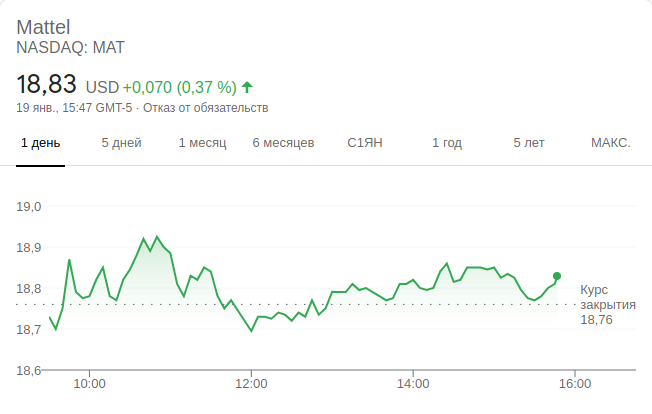 Mattel
NASDAQ: MAT
18,83 USD +0,070 (0,37 %)
19 янв., 15:47 GMT-5 · Отказ от обязательств
1 день 5 дней 1 месяц 6 месяцев С1ЯН 1 год 5 лет МАКС.
19,0
18,9
18,8
18,7
18,6
Курс
закрытия
18,76
10:00 12:00 14:00 16:00